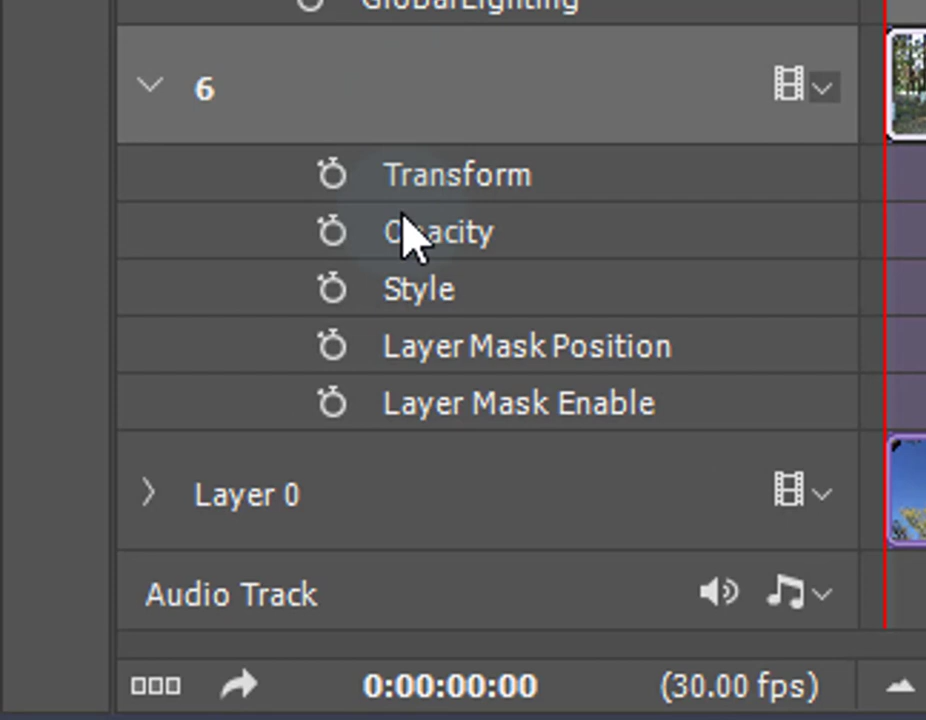 GlobalLighting
6
Transform
Opacity
Style
Layer Mask Position
Layer Mask Enable
Layer 0
Audio Track
0:00:00:00 (30.00 fps)